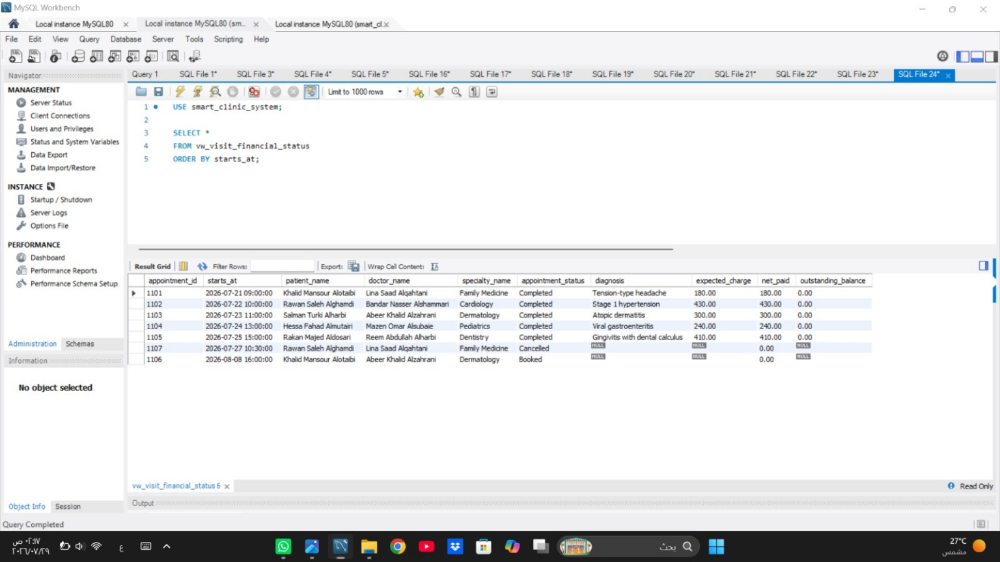 MySQL Workbench
Local instance MySQL80 × Local instance MySQL80 (sm... × Local instance MySQL80 (smart_cl ×
File Edit View Query Database Server Tools Scripting Help
Navigator
Query 1 SQL File 1* SQL File 3* SQL File 4* SQL File 5* SQL File 16* SQL File 17* SQL File 18* SQL File 19* SQL File 20* SQL File 21* SQL File 22* SQL File 23* SQL File 24* ×
Limit to 1000 rows
MANAGEMENT
Server Status
Client Connections
Users and Privileges
Status and System Variables
Data Export
Data Import/Restore
INSTANCE
Startup / Shutdown
Server Logs
Options File
PERFORMANCE
Dashboard
Performance Reports
Performance Schema Setup
Administration Schemas
Information
No object selected
Object Info Session
1 USE smart_clinic_system;
2
3 SELECT *
4 FROM vw_visit_financial_status
5 ORDER BY starts_at;
Result Grid Filter Rows: Export: Wrap Cell Content:
appointment_id starts_at patient_name doctor_name specialty_name appointment_status diagnosis expected_charge net_paid outstanding_balance
1101 2026-07-21 09:00:00 Khalid Mansour Alotaibi Lina Saad Alqahtani Family Medicine Completed Tension-type headache 180.00 180.00 0.00
1102 2026-07-22 10:00:00 Rawan Saleh Alghamdi Bandar Nasser Alshammari Cardiology Completed Stage 1 hypertension 430.00 430.00 0.00
1103 2026-07-23 11:00:00 Salman Turki Alharbi Abeer Khalid Alzahrani Dermatology Completed Atopic dermatitis 300.00 300.00 0.00
1104 2026-07-24 13:00:00 Hessa Fahad Almutairi Mazen Omar Alsubaie Pediatrics Completed Viral gastroenteritis 240.00 240.00 0.00
1105 2026-07-25 15:00:00 Rakan Majed Aldosari Reem Abdullah Alharbi Dentistry Completed Gingivitis with dental calculus 410.00 410.00 0.00
1107 2026-07-27 10:30:00 Rawan Saleh Alghamdi Lina Saad Alqahtani Family Medicine Cancelled NULL NULL 0.00 NULL
1106 2026-08-08 16:00:00 Khalid Mansour Alotaibi Abeer Khalid Alzahrani Dermatology Booked NULL NULL 0.00 NULL
vw_visit_financial_status 6 × Read Only
Output
Query Completed
٠٢:١٧ ص
٢٠٢٦/٠٧/٢٩
ع
بحث
27°C
مشمس